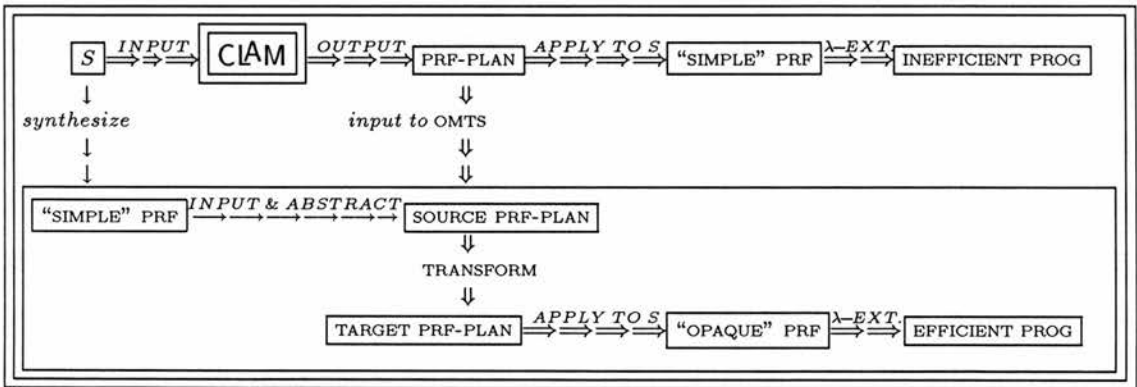 S INPUT CLAM OUTPUT PRF-PLAN APPLY TO S "SIMPLE" PRF λ–EXT. INEFFICIENT PROG
synthesize input to OMTS
"SIMPLE" PRF INPUT & ABSTRACT SOURCE PRF-PLAN
TRANSFORM
TARGET PRF-PLAN APPLY TO S "OPAQUE" PRF λ–EXT. EFFICIENT PROG